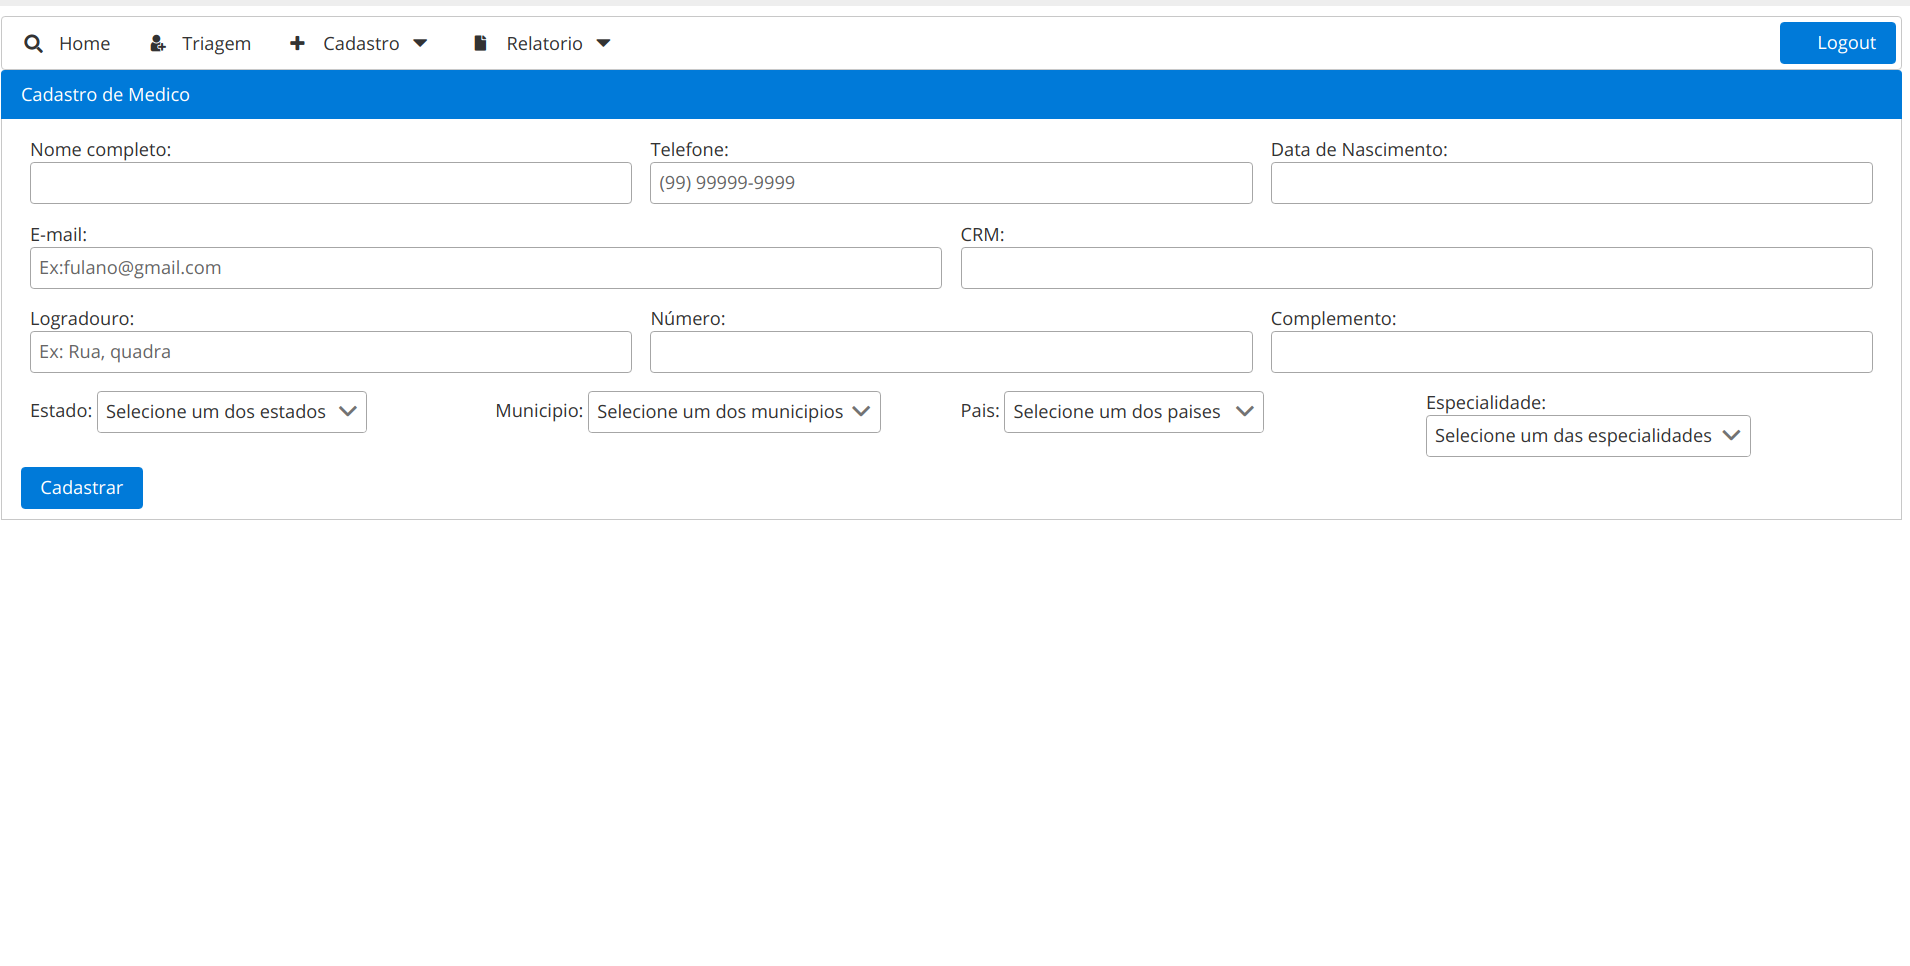 Home Triagem Cadastro Relatorio Logout
Cadastro de Medico
Nome completo: Telefone: Data de Nascimento:
(99) 99999-9999
E-mail: CRM:
Ex:fulano@gmail.com
Logradouro: Número: Complemento:
Ex: Rua, quadra
Estado: Selecione um dos estados Municipio: Selecione um dos municipios Pais: Selecione um dos paises Especialidade:
Selecione um das especialidades
Cadastrar